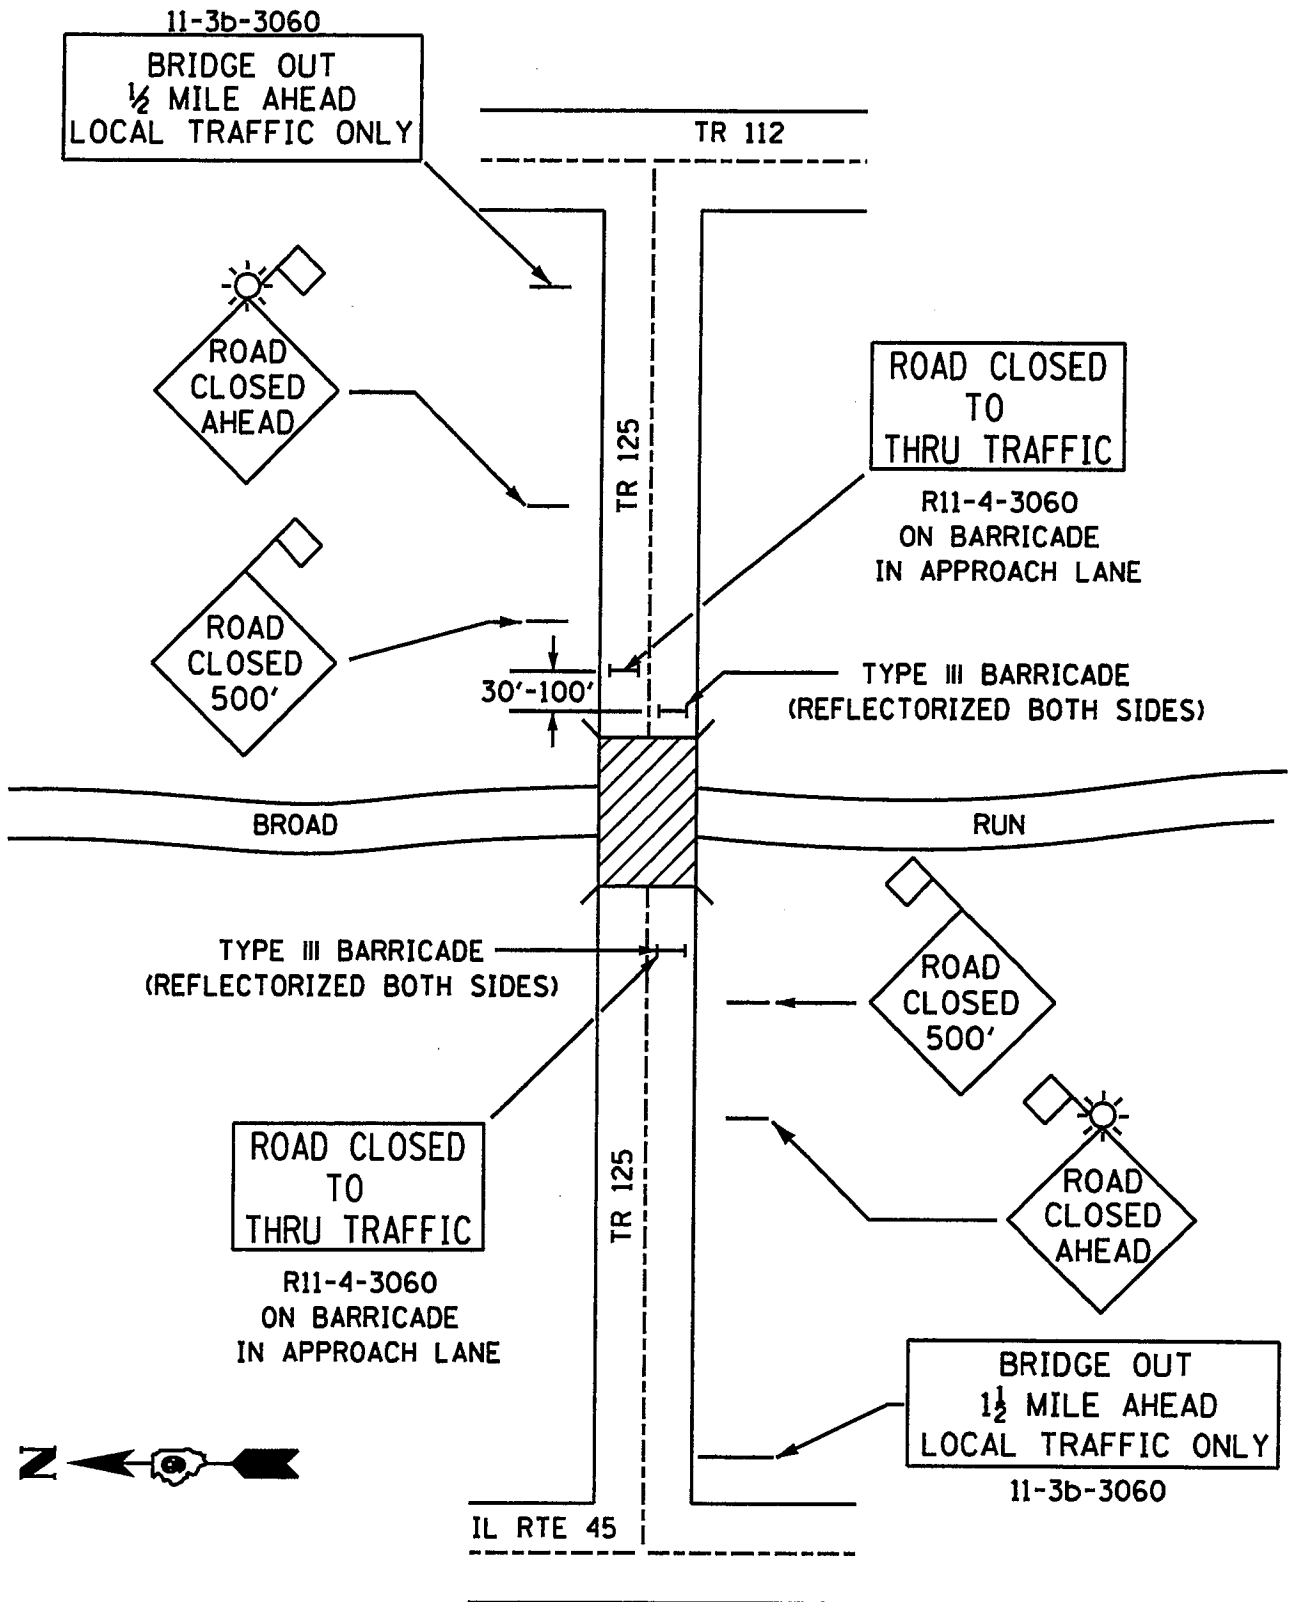 11-3b-3060
BRIDGE OUT
½ MILE AHEAD
LOCAL TRAFFIC ONLY
TR 112
ROAD
CLOSED
AHEAD
ROAD CLOSED
TO
THRU TRAFFIC
R11-4-3060
ON BARRICADE
IN APPROACH LANE
TR 125
ROAD
CLOSED
500'
30'-100'
TYPE III BARRICADE
(REFLECTORIZED BOTH SIDES)
BROAD
RUN
TYPE III BARRICADE
(REFLECTORIZED BOTH SIDES)
ROAD
CLOSED
500'
ROAD CLOSED
TO
THRU TRAFFIC
R11-4-3060
ON BARRICADE
IN APPROACH LANE
TR 125
ROAD
CLOSED
AHEAD
BRIDGE OUT
1½ MILE AHEAD
LOCAL TRAFFIC ONLY
11-3b-3060
N
IL RTE 45